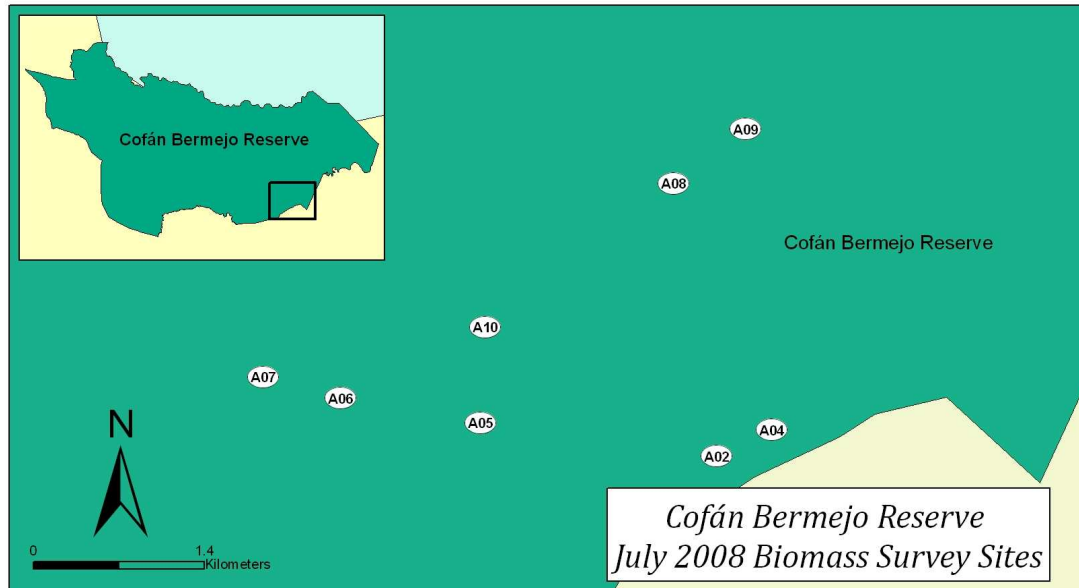 Cofán Bermejo Reserve
A09
A08
Cofán Bermejo Reserve
A10
A07
A06
A05
A04
A02
N
0 1.4
Kilometers
Cofán Bermejo Reserve
July 2008 Biomass Survey Sites